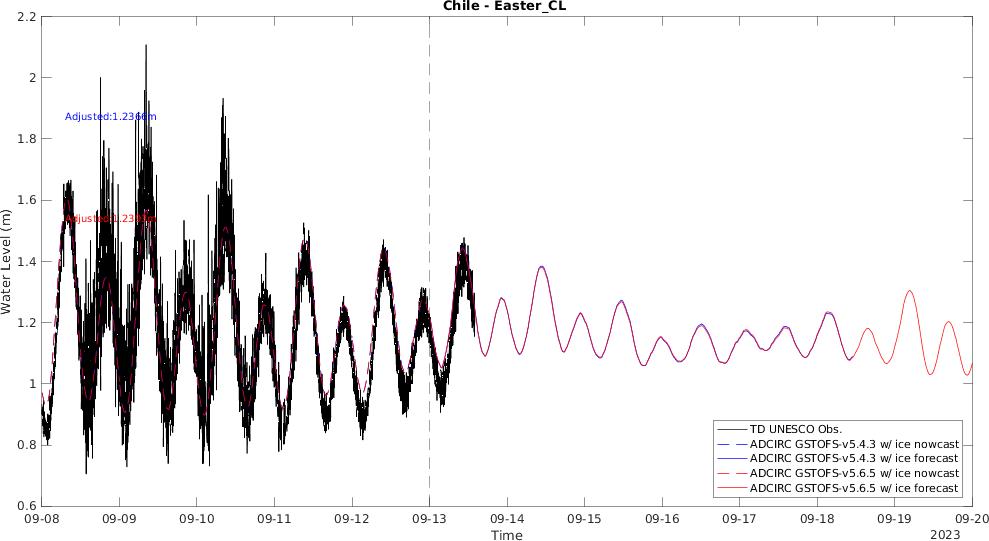 Chile - Easter_CL
2.2
2
1.8
1.6
1.4
1.2
1
0.8
0.6
Water Level (m)
Adjusted:1.2366m
TD UNESCO Obs.
ADCIRC GSTOFS-v5.4.3 w/ ice nowcast
ADCIRC GSTOFS-v5.4.3 w/ ice forecast
ADCIRC GSTOFS-v5.6.5 w/ ice nowcast
ADCIRC GSTOFS-v5.6.5 w/ ice forecast
09-08 09-09 09-10 09-11 09-12 09-13 09-14 09-15 09-16 09-17 09-18 09-19 09-20
Time
2023